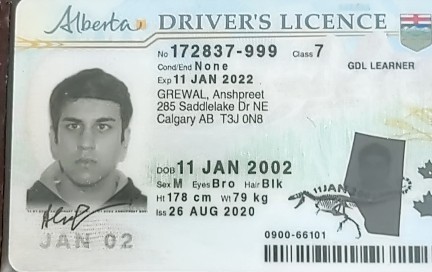 Alberta DRIVER'S LICENCE
No 172837-999 Class 7
Cond/End None GDL LEARNER
Exp 11 JAN 2022
GREWAL, Anshpreet
285 Saddlelake Dr NE
Calgary AB T3J 0N8
DOB 11 JAN 2002
Sex M Eyes Bro Hair Blk
Ht 178 cm Wt 79 kg
Iss 26 AUG 2020
JAN 02
0900-66101